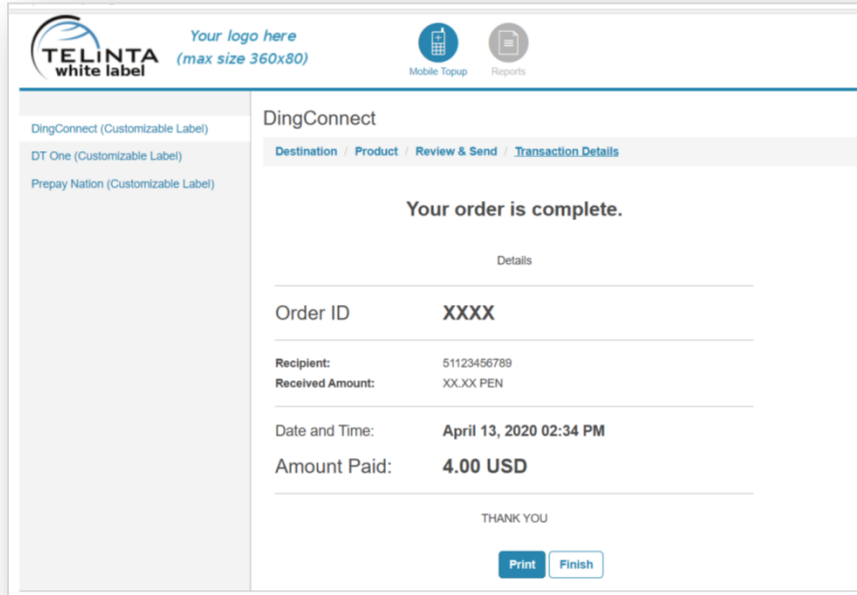 TELINTA
white label
Your logo here
(max size 360x80)
Mobile Topup
Reports
DingConnect (Customizable Label)
DT One (Customizable Label)
Prepay Nation (Customizable Label)
DingConnect
Destination / Product / Review & Send / Transaction Details
Your order is complete.
Details
Order ID XXXX
Recipient: 51123456789
Received Amount: XX.XX PEN
Date and Time: April 13, 2020 02:34 PM
Amount Paid: 4.00 USD
THANK YOU
Print Finish